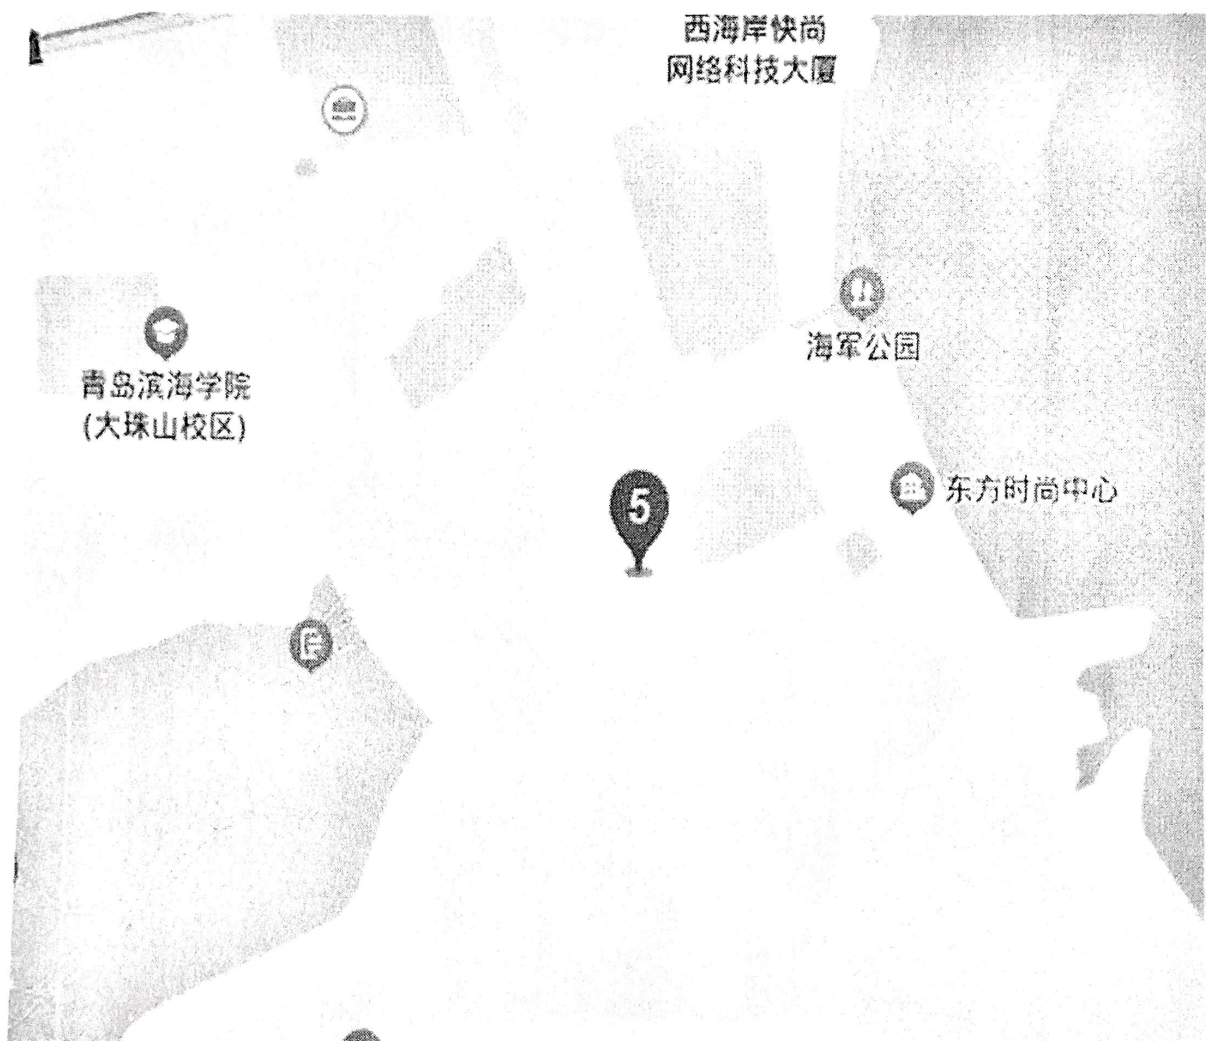 西海岸快尚
网络科技大厦
海军公园
青岛滨海学院
(大珠山校区)
5
东方时尚中心